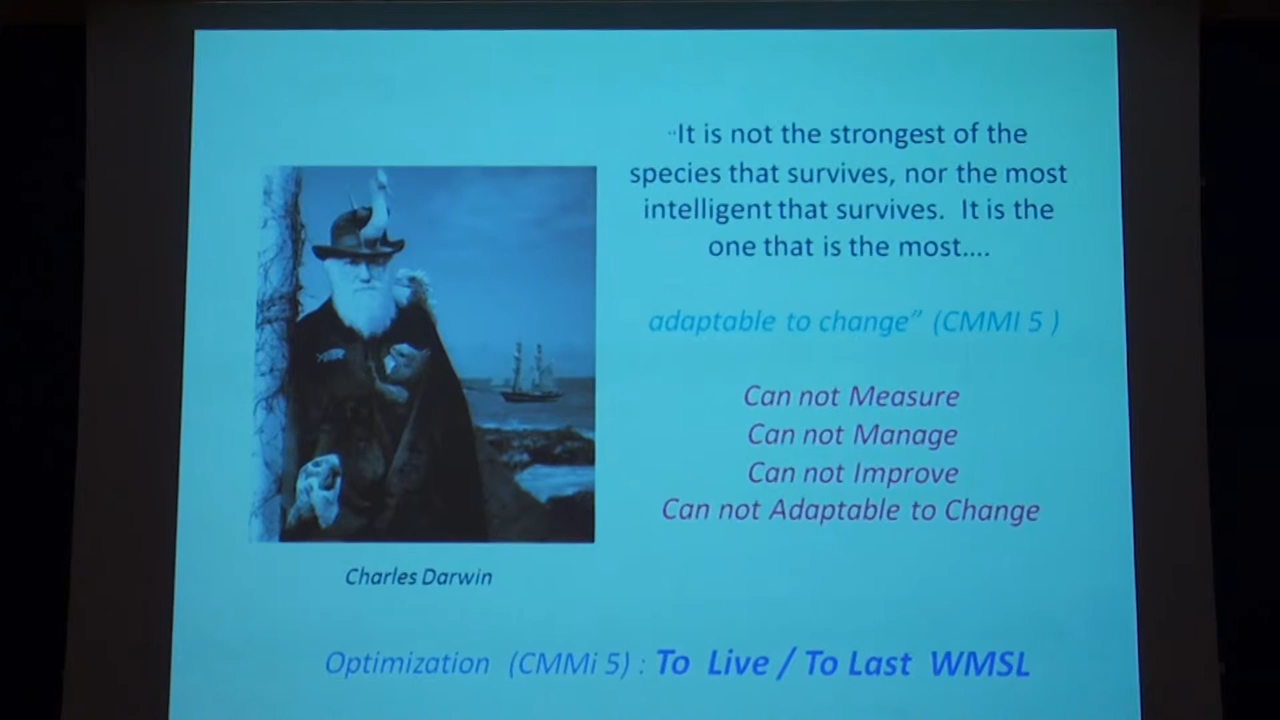 “It is not the strongest of the
species that survives, nor the most
intelligent that survives. It is the
one that is the most....
adaptable to change” (CMMI 5 )
Can not Measure
Can not Manage
Can not Improve
Can not Adaptable to Change
Charles Darwin
Optimization (CMMi 5) : To Live / To Last WMSL